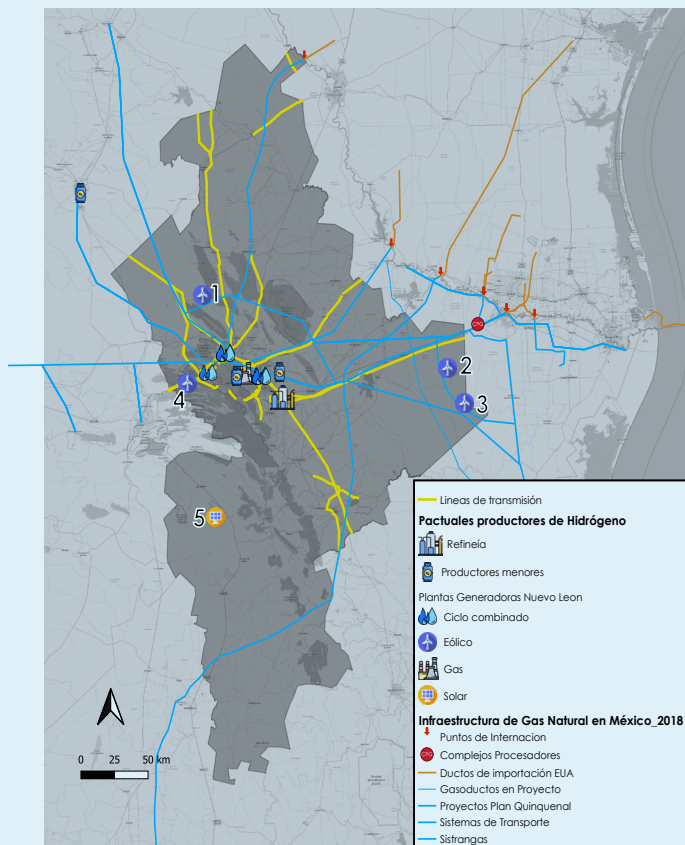 1
2
3
4
5
CPG
0 25 50 km
Lineas de transmisión
Pactuales productores de Hidrógeno
Refineía
Productores menores
Plantas Generadoras Nuevo Leon
Ciclo combinado
Eólico
Gas
Solar
Infraestructura de Gas Natural en México_2018
Puntos de Internacion
CPG
Complejos Procesadores
Ductos de importación EUA
Gasoductos en Proyecto
Proyectos Plan Quinquenal
Sistemas de Transporte
Sistrangas